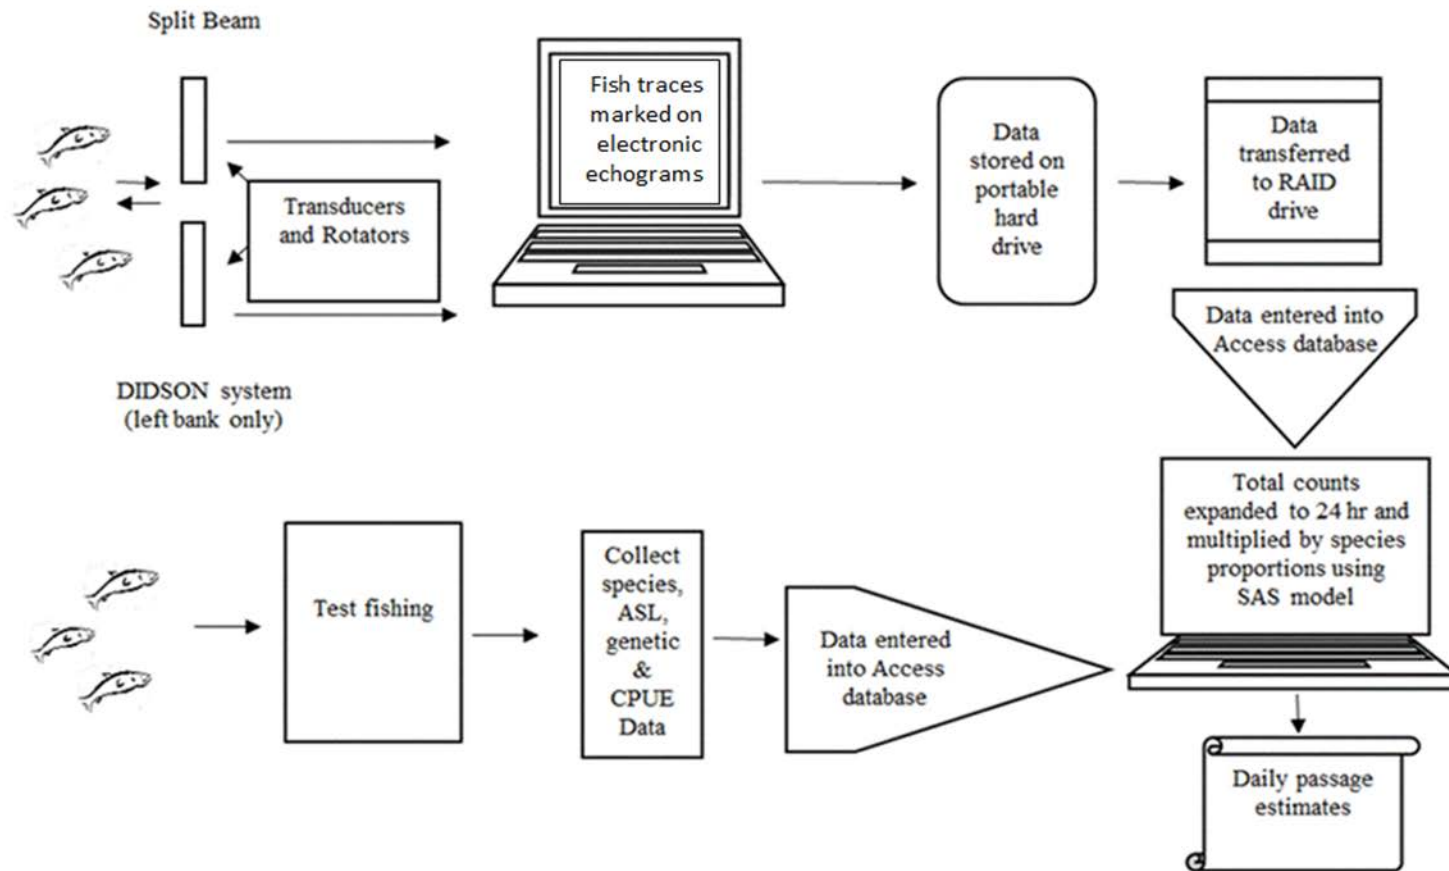 Split Beam
Fish traces
marked on
electronic
echograms
Data
stored on
portable
hard
drive
Data
transferred
to RAID
drive
Transducers
and Rotators
Data entered into
Access database
DIDSON system
(left bank only)
Total counts
expanded to 24 hr and
multiplied by species
proportions using
SAS model
Test fishing
Collect
species,
ASL,
genetic
&
CPUE
Data
Data entered
into Access
database
Daily passage
estimates